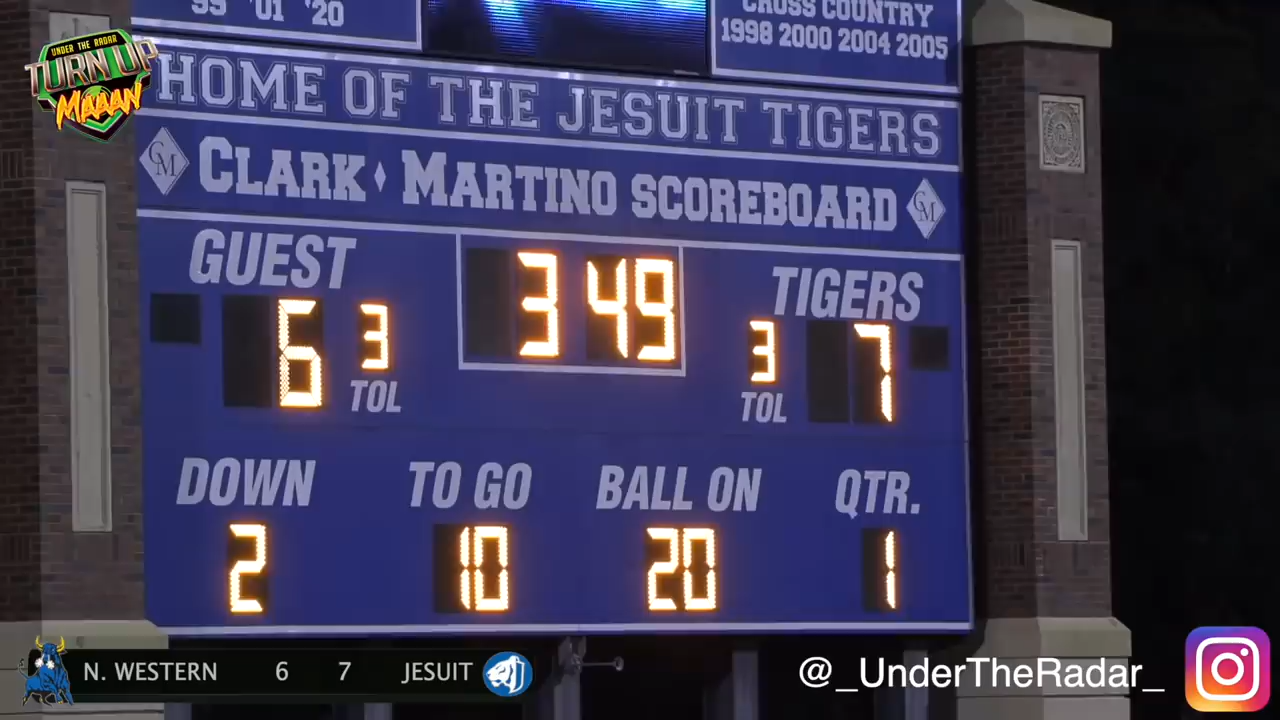 99 '01 '20
CROSS COUNTRY
1998 2000 2004 2005
UNDER THE RADAR
TURN UP
MAAAN
HOME OF THE JESUIT TIGERS
CM CLARK MARTINO SCOREBOARD CM
GUEST
TIGERS
3 49
6 3
3 7
TOL
TOL
DOWN TO GO BALL ON QTR.
2 10 20 1
N. WESTERN 6 7 JESUIT
@_UnderTheRadar_